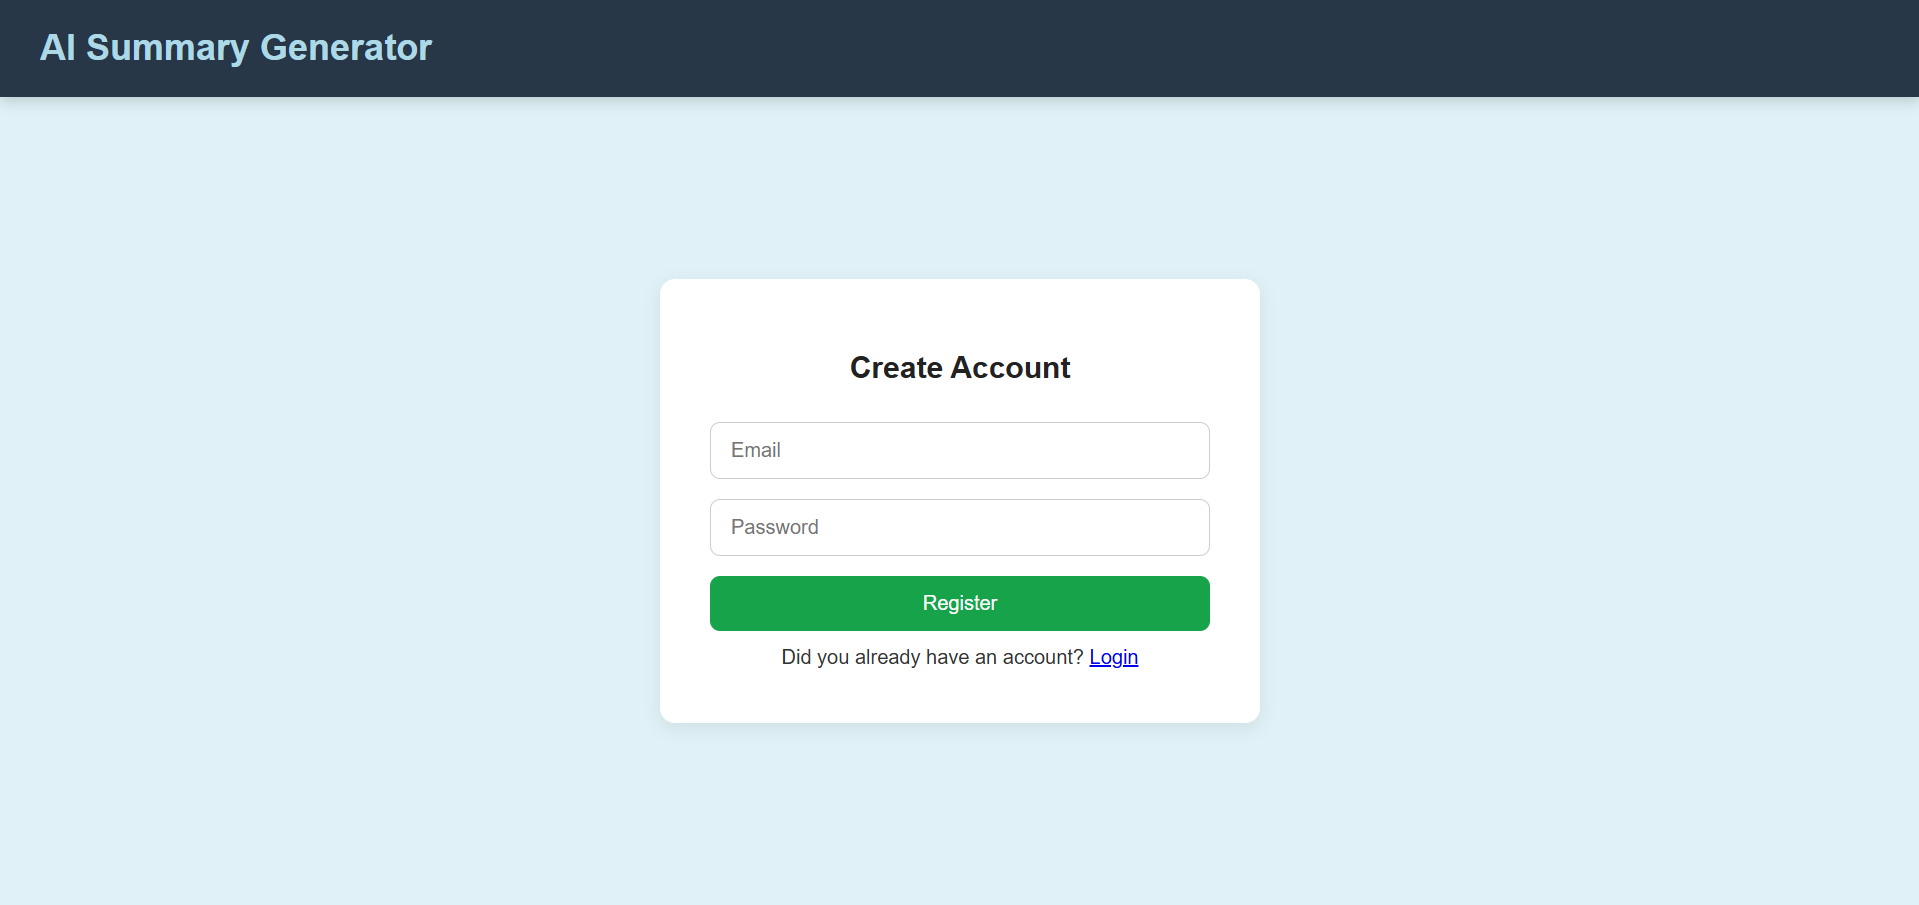 AI Summary Generator
Create Account
Email
Password
Register
Did you already have an account? Login